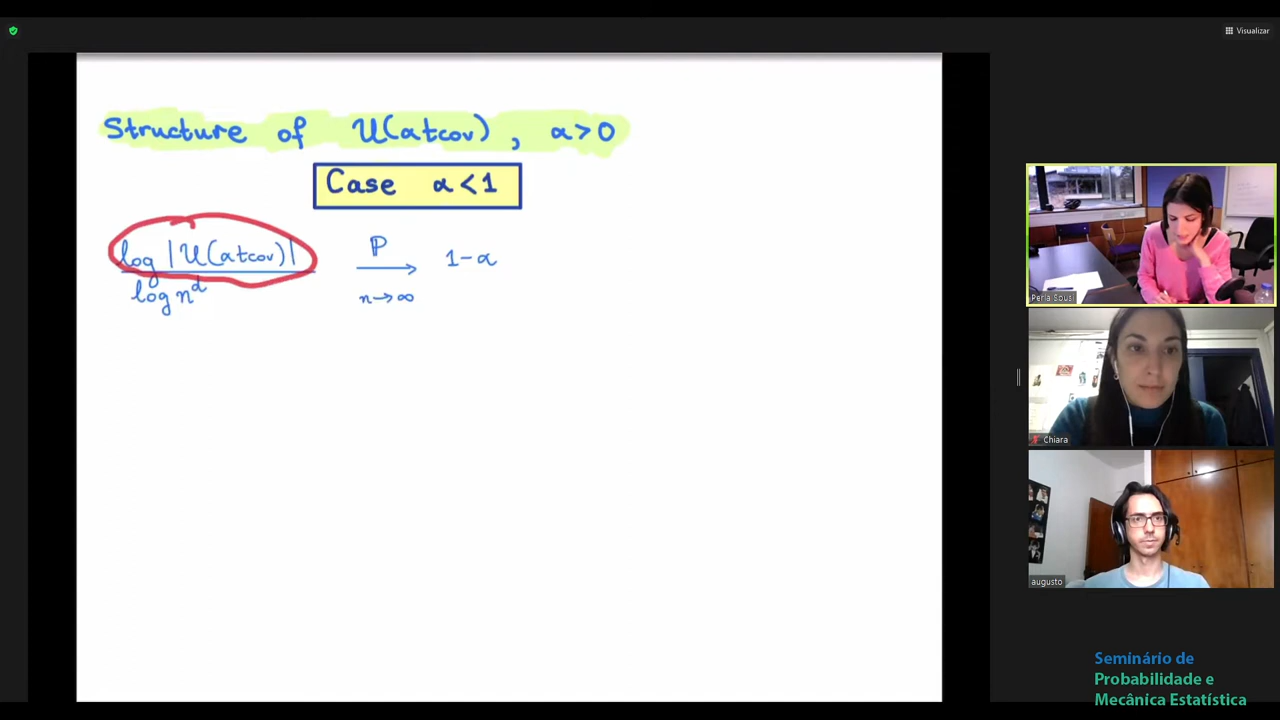 Visualizar
Structure of U(αtcov), α>0
Case α<1
log |U(αtcov)|
log n^d
P
n→∞
1-α
Perla Sousi
Chiara
augusto
Seminário de
Probabilidade e
Mecânica Estatística